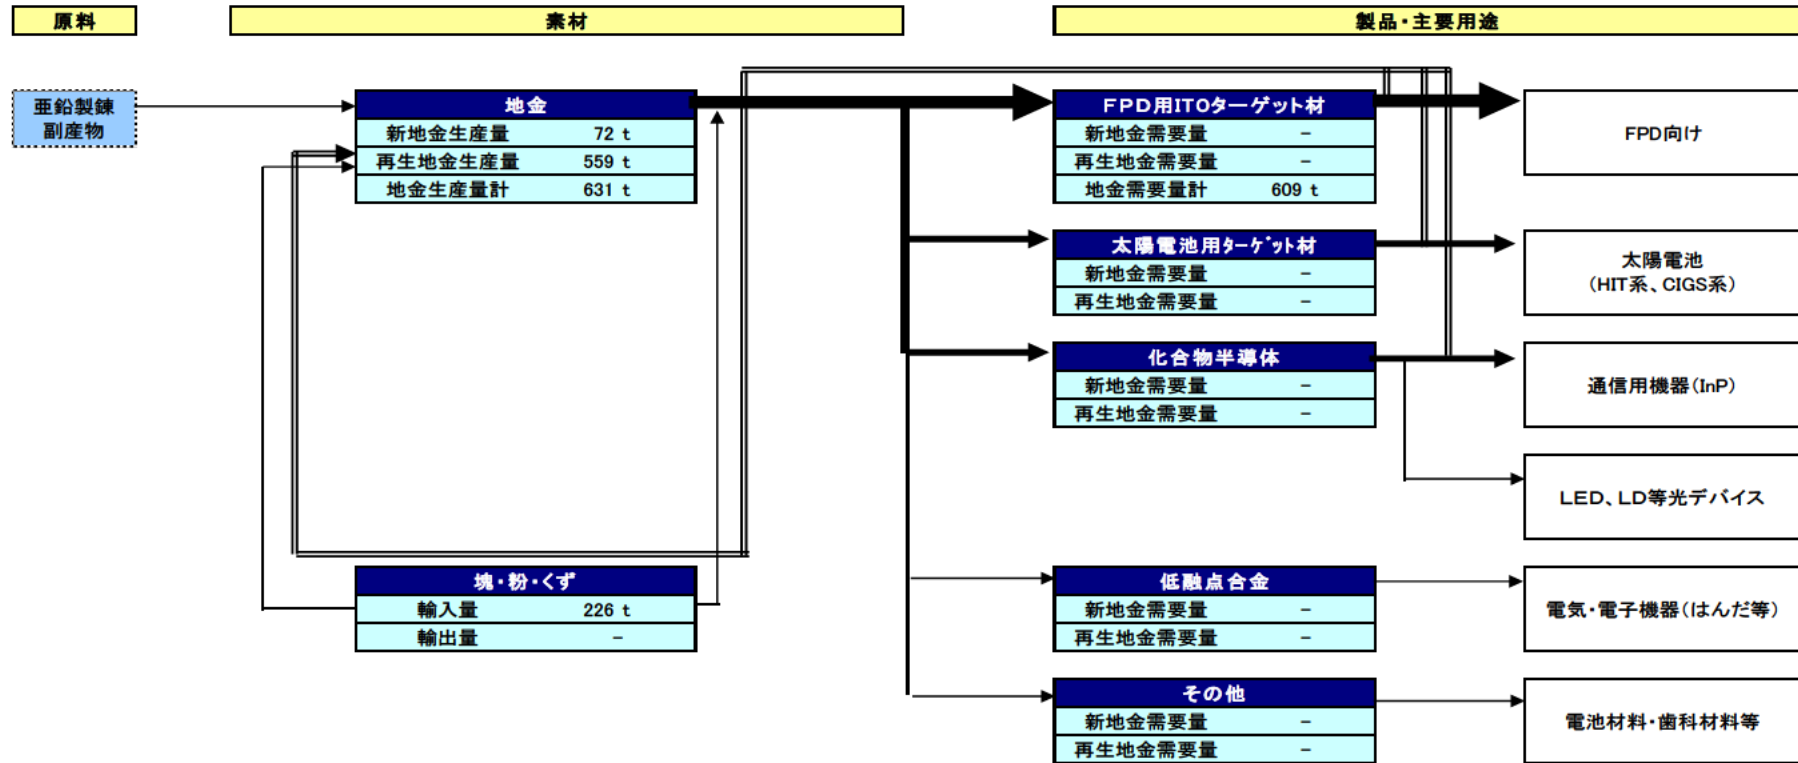 原料
素材
製品・主要用途
亜鉛製錬
副産物
地金
新地金生産量 72 t
再生地金生産量 559 t
地金生産量計 631 t
塊・粉・くず
輸入量 226 t
輸出量 −
FPD用ITOターゲット材
新地金需要量 −
再生地金需要量 −
地金需要量計 609 t
太陽電池用ターゲット材
新地金需要量 −
再生地金需要量 −
化合物半導体
新地金需要量 −
再生地金需要量 −
低融点合金
新地金需要量 −
再生地金需要量 −
その他
新地金需要量 −
再生地金需要量 −
FPD向け
太陽電池
（HIT系、CIGS系）
通信用機器（InP）
LED、LD等光デバイス
電気・電子機器（はんだ等）
電池材料・歯科材料等